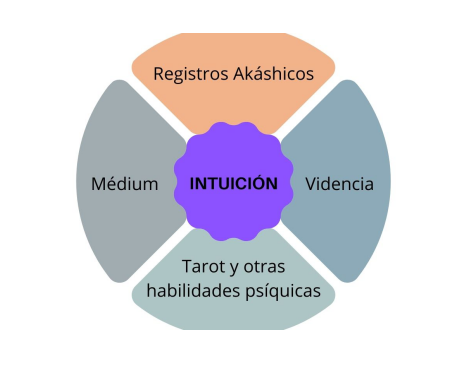 Registros Akáshicos
Médium
INTUICIÓN
Videncia
Tarot y otras
habilidades psíquicas